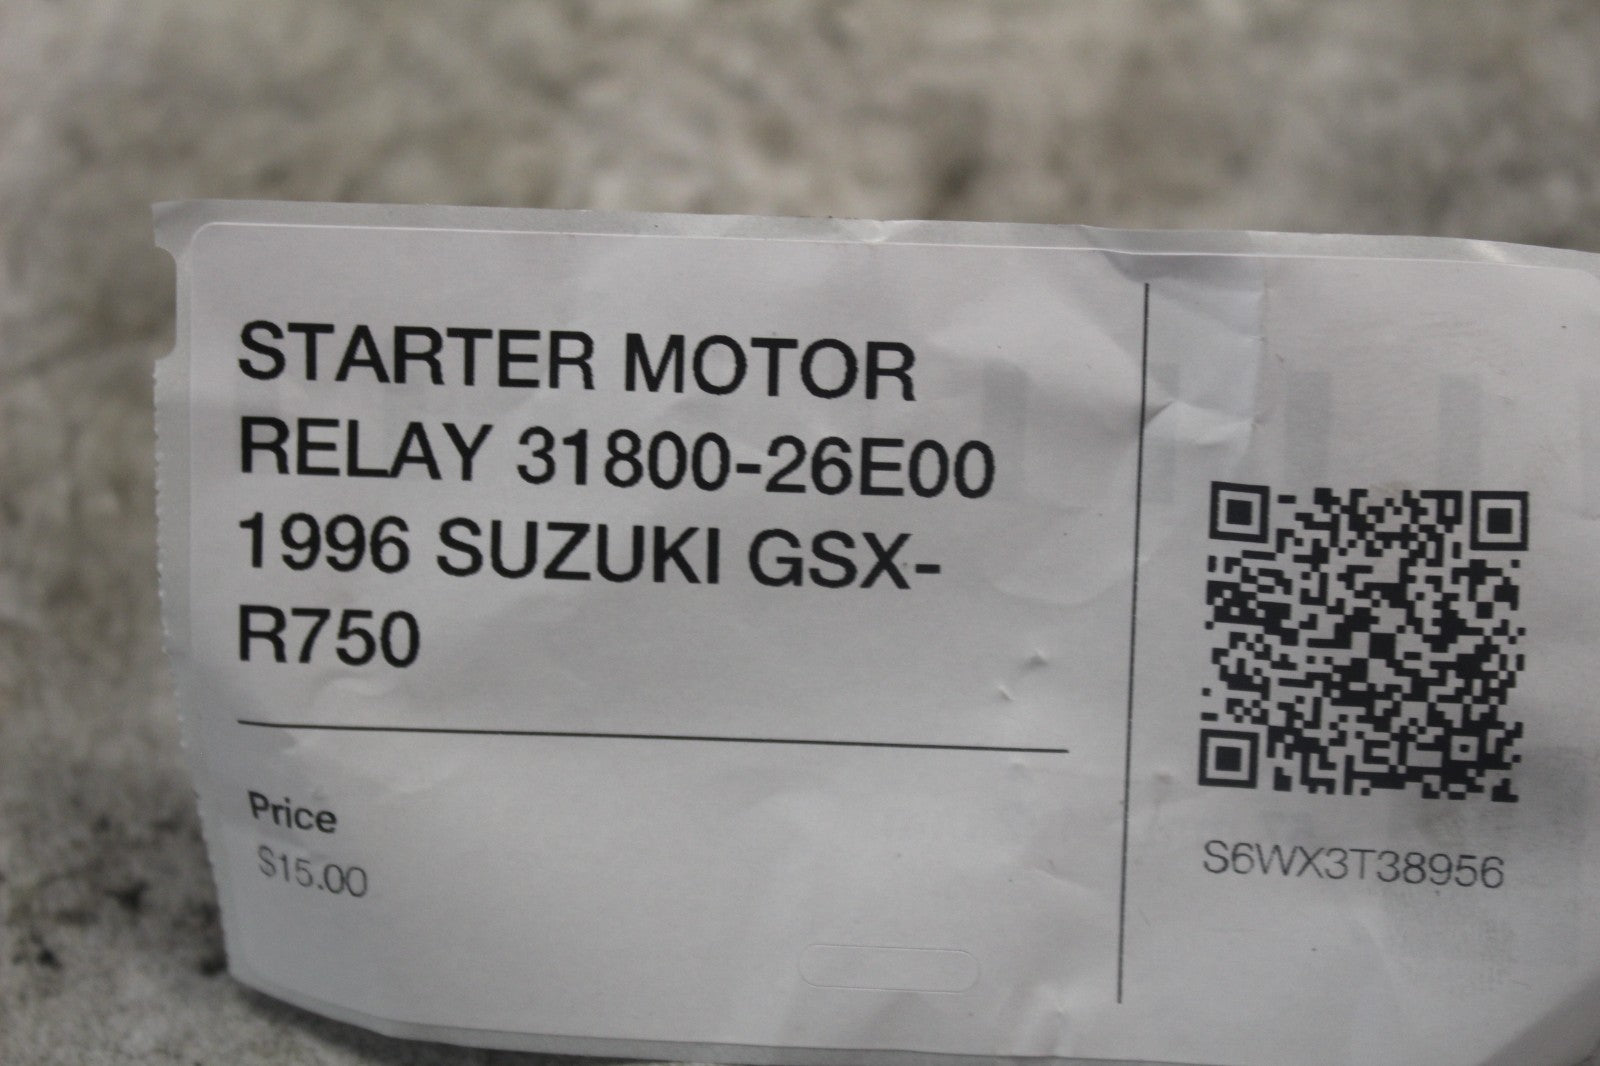 STARTER MOTOR
RELAY 31800-26E00
1996 SUZUKI GSX-
R750
Price
$15.00
S6WX3T38956